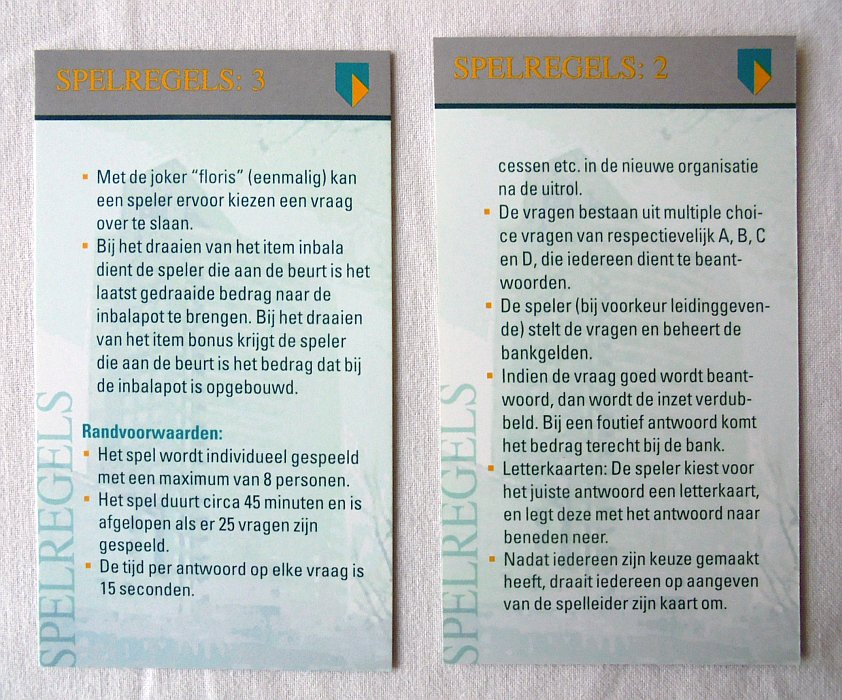 SPELREGELS: 3
Met de joker “floris” (eenmalig) kan
een speler ervoor kiezen een vraag
over te slaan.
Bij het draaien van het item inbala
dient de speler die aan de beurt is het
laatst gedraaide bedrag naar de
inbalapot te brengen. Bij het draaien
van het item bonus krijgt de speler
die aan de beurt is het bedrag dat bij
de inbalapot is opgebouwd.
Randvoorwaarden:
Het spel wordt individueel gespeeld
met een maximum van 8 personen.
Het spel duurt circa 45 minuten en is
afgelopen als er 25 vragen zijn
gespeeld.
De tijd per antwoord op elke vraag is
15 seconden.
SPELREGELS
SPELREGELS: 2
cessen etc. in de nieuwe organisatie
na de uitrol.
De vragen bestaan uit multiple choi-
ce vragen van respectievelijk A, B, C
en D, die iedereen dient te beant-
woorden.
De speler (bij voorkeur leidinggeven-
de) stelt de vragen en beheert de
bankgelden.
Indien de vraag goed wordt beant-
woord, dan wordt de inzet verdub-
beld. Bij een foutief antwoord komt
het bedrag terecht bij de bank.
Letterkaarten: De speler kiest voor
het juiste antwoord een letterkaart,
en legt deze met het antwoord naar
beneden neer.
Nadat iedereen zijn keuze gemaakt
heeft, draait iedereen op aangeven
van de spelleider zijn kaart om.
SPELREGELS